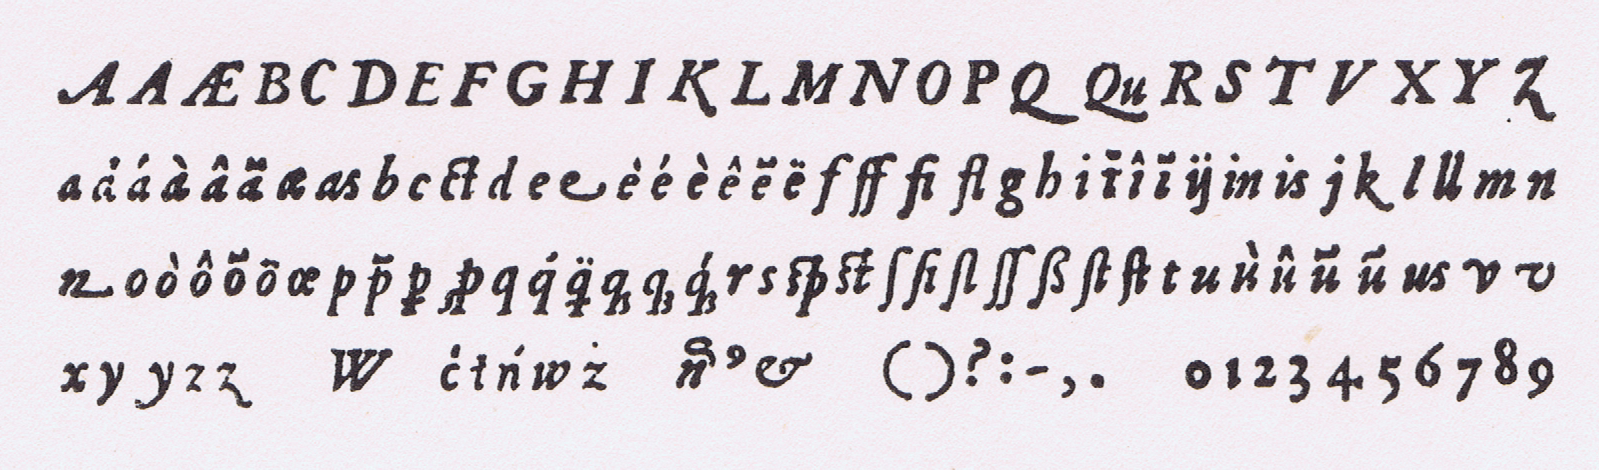 A A Æ B C D E F G H I K L M N O P Q Qu R S T V X Y Z
a ȧ á à â ã æ as b c ct d e e è é è ê ẽ ë f ff fi fl g h i ĩ î ĩ ij in is j k l ll m n
n o ò ô õ õ œ p p̃ ꝑ q q́ q̈ r s sp st ſ ſi ſl ſſ ß ſt ſt t u ù û ũ ũ us v v
x y y z z W ć ł ń w ż ñ ꝰ & ( ) ? : - , . 0 1 2 3 4 5 6 7 8 9